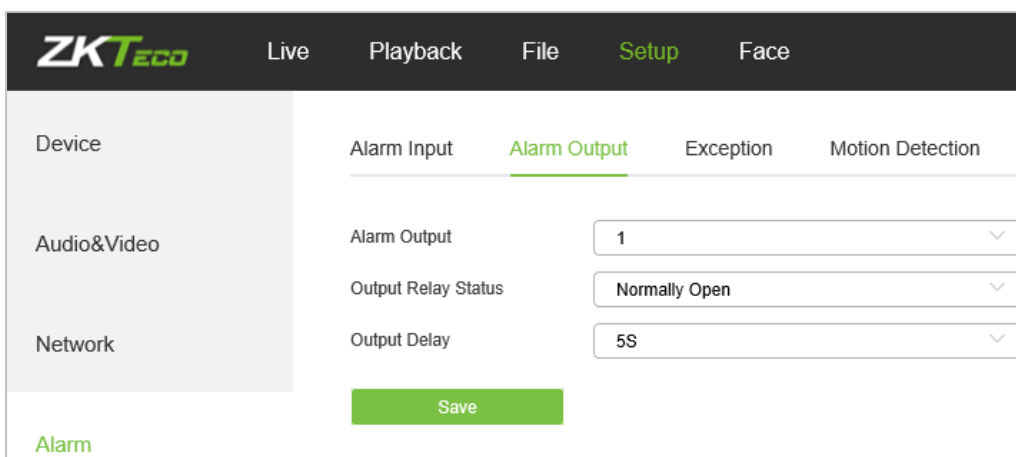 ZKTeco Live Playback File Setup Face
Device
Alarm Input Alarm Output Exception Motion Detection
Audio&Video
Alarm Output 1
Output Relay Status Normally Open
Network
Output Delay 5S
Save
Alarm